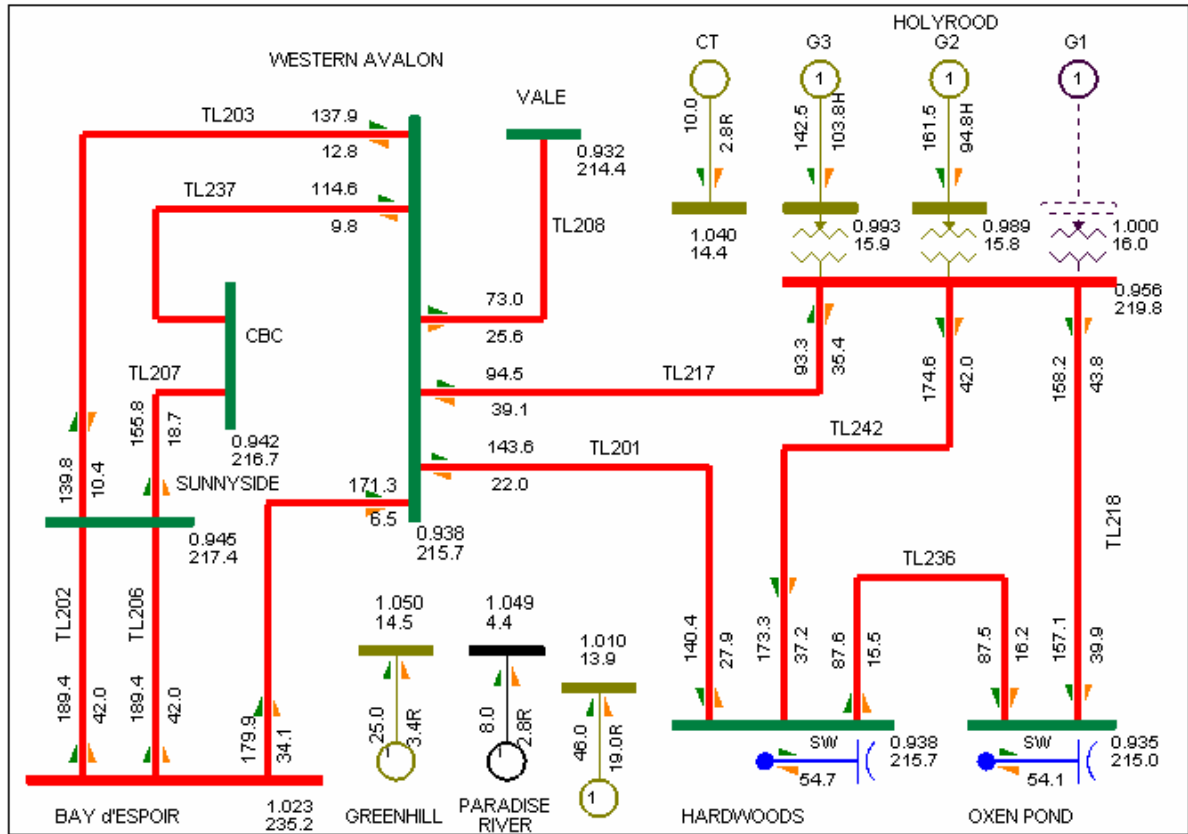 HOLYROOD
WESTERN AVALON
CT
G3
G2
G1
1
1
1
VALE
TL203
137.9
12.8
10.0
2.8R
142.5
103.8H
161.5
94.8H
0.932
214.4
TL237
114.6
9.8
TL208
1.040
14.4
0.993
15.9
0.989
15.8
1.000
16.0
0.956
219.8
73.0
25.6
CBC
TL207
94.5
39.1
TL217
93.3
35.4
174.6
42.0
158.2
43.8
155.8
18.7
0.942
216.7
143.6
22.0
TL201
TL242
139.8
10.4
SUNNYSIDE
171.3
6.5
0.938
215.7
0.945
217.4
TL218
TL236
TL202
TL206
1.050
14.5
1.049
4.4
1.010
13.9
140.4
27.9
173.3
37.2
87.6
15.5
87.5
16.2
157.1
39.9
189.4
42.0
189.4
42.0
179.9
34.1
25.0
3.4R
1
8.0
2.8R
46.0
19.0R
1
SW
54.7
0.938
215.7
SW
54.1
0.935
215.0
BAY d'ESPOIR
1.023
235.2
GREENHILL
PARADISE
RIVER
HARDWOODS
OXEN POND